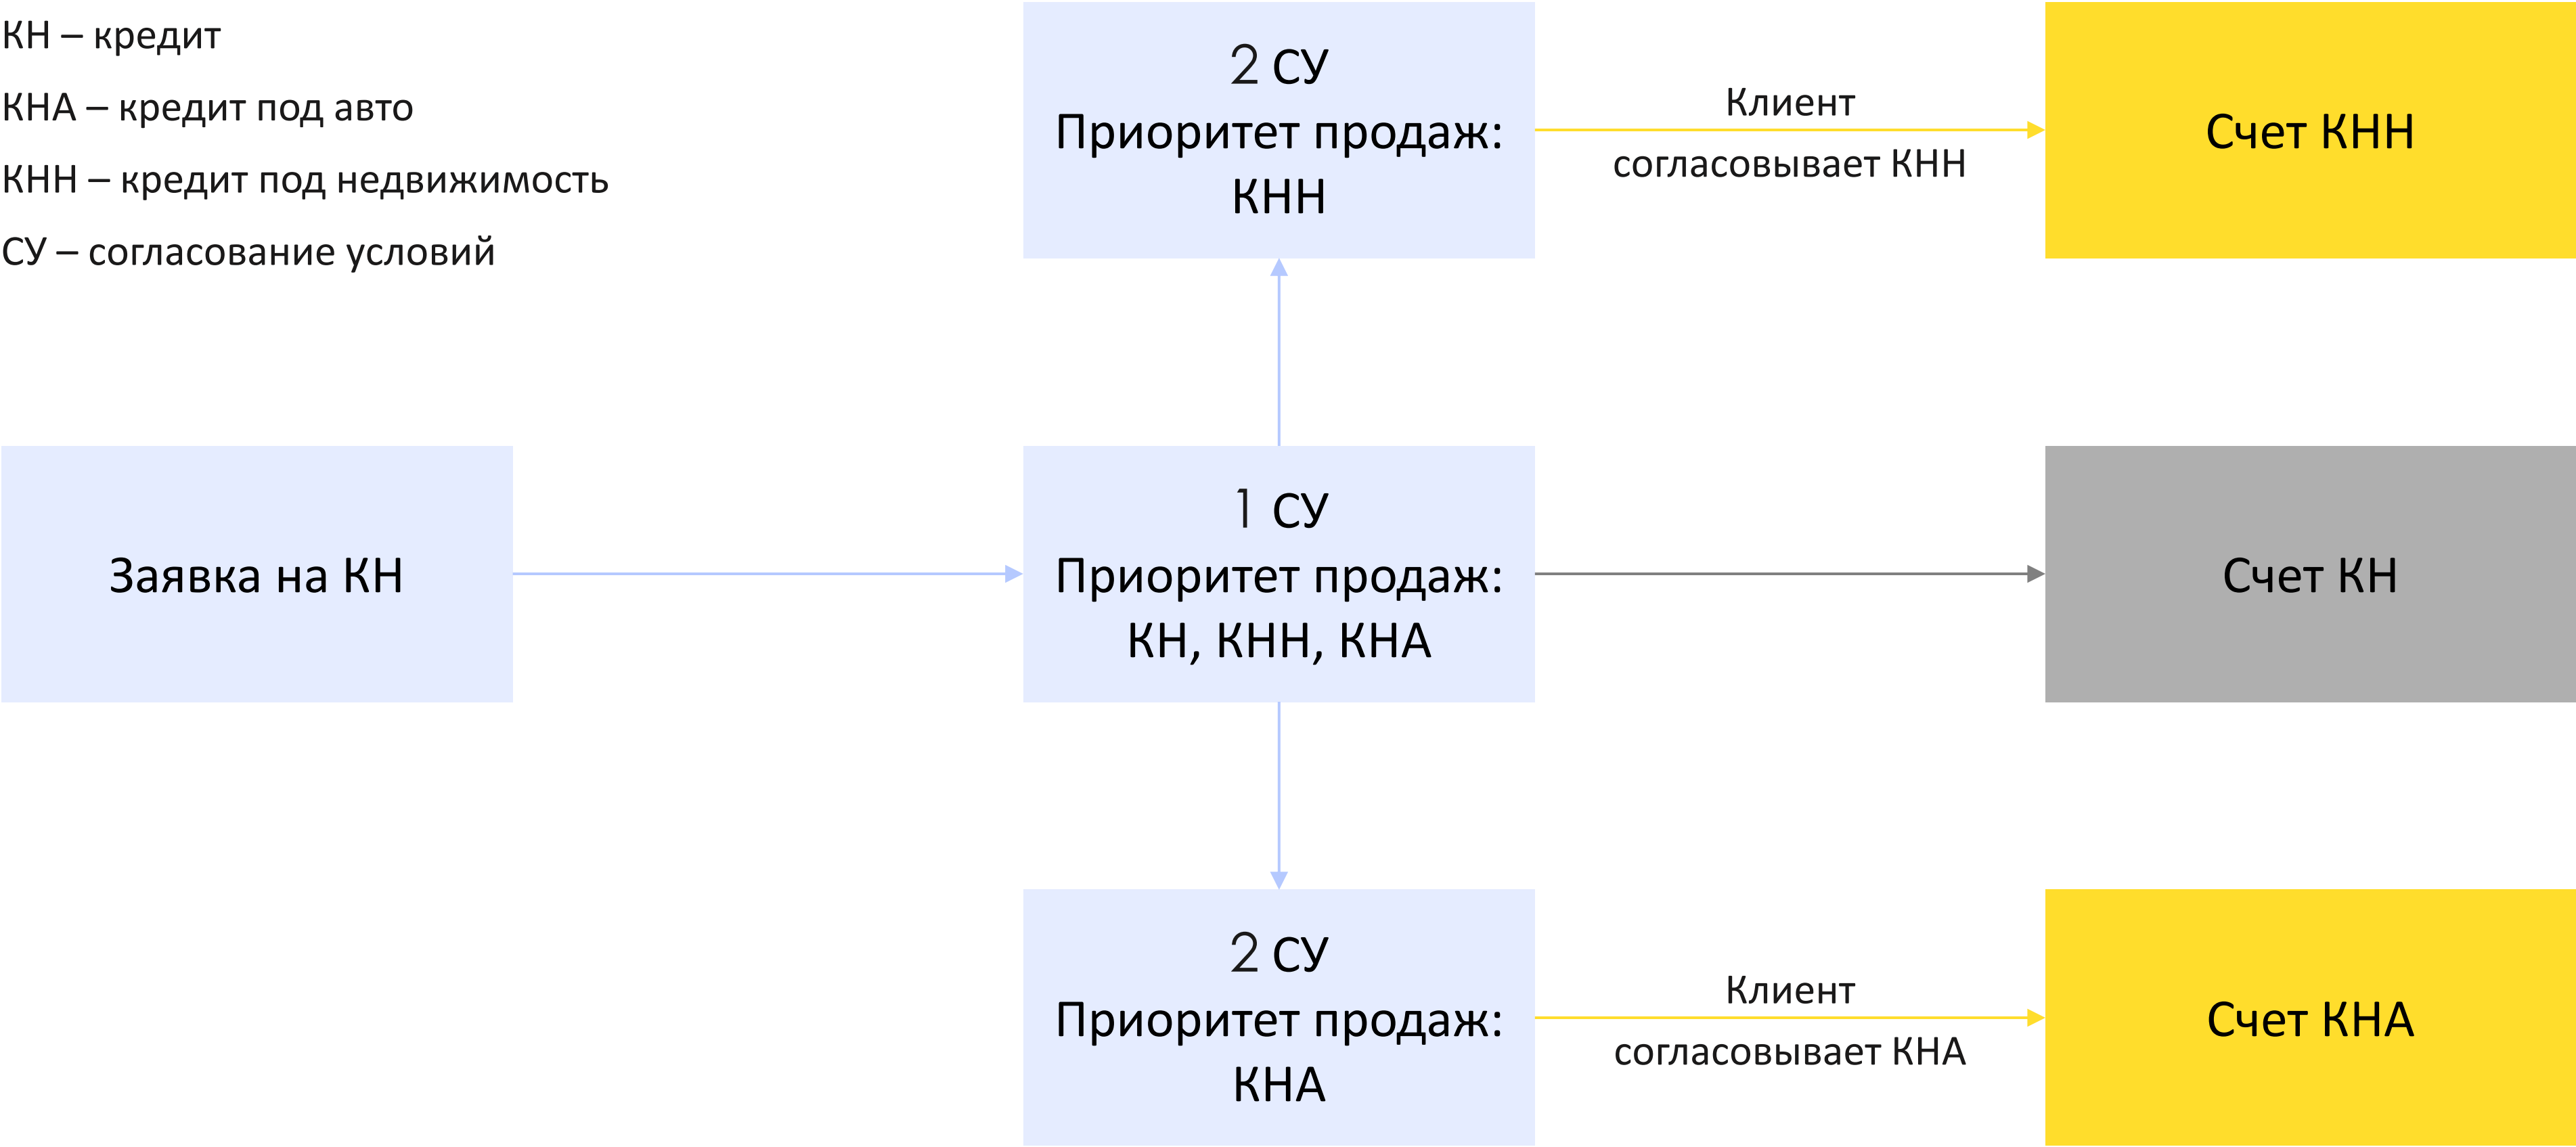 КН – кредит
КНА – кредит под авто
КНН – кредит под недвижимость
СУ – согласование условий
2 СУ
Приоритет продаж:
КНН
Клиент
согласовывает КНН
Счет КНН
Заявка на КН
1 СУ
Приоритет продаж:
КН, КНН, КНА
Счет КН
2 СУ
Приоритет продаж:
КНА
Клиент
согласовывает КНА
Счет КНА